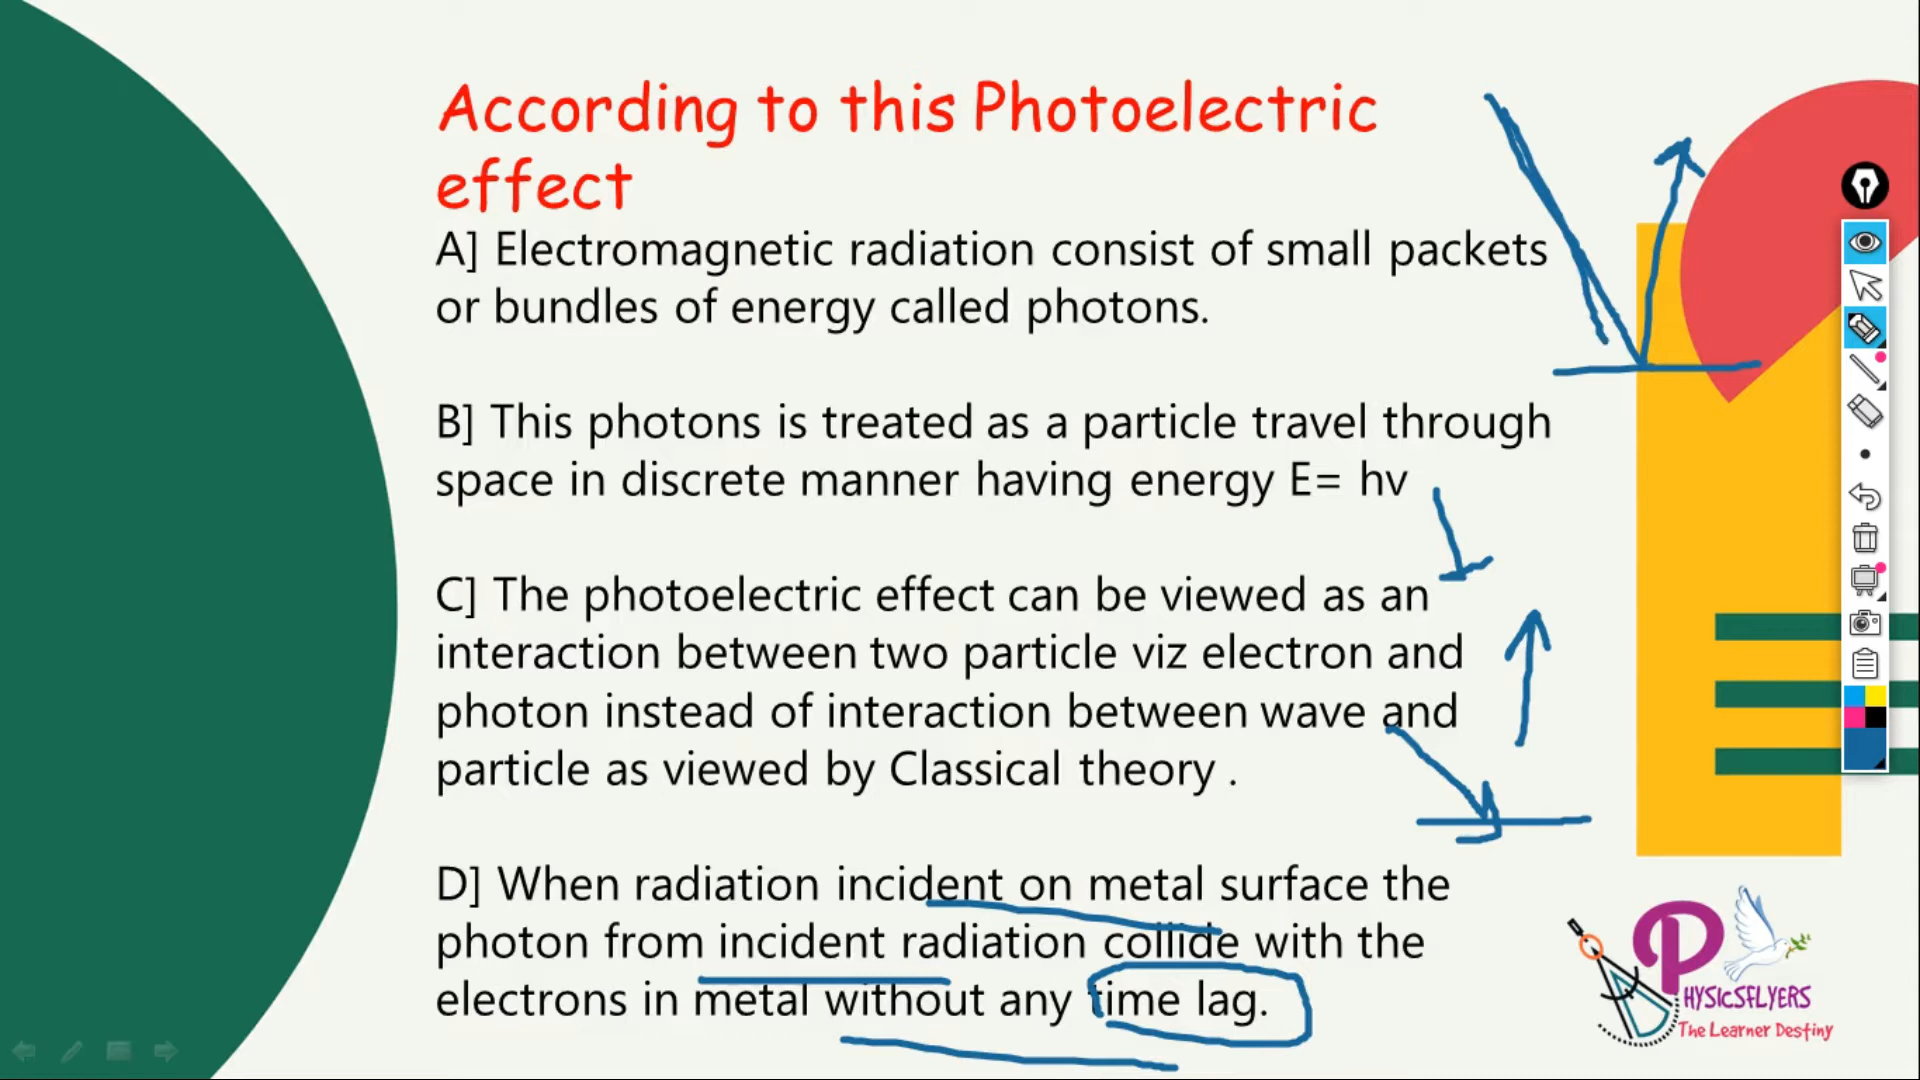 According to this Photoelectric
effect
A] Electromagnetic radiation consist of small packets
or bundles of energy called photons.
B] This photons is treated as a particle travel through
space in discrete manner having energy E= hv
C] The photoelectric effect can be viewed as an
interaction between two particle viz electron and
photon instead of interaction between wave and
particle as viewed by Classical theory .
D] When radiation incident on metal surface the
photon from incident radiation collide with the
electrons in metal without any time lag.
PHYSICSFLYERS
The Learner Destiny